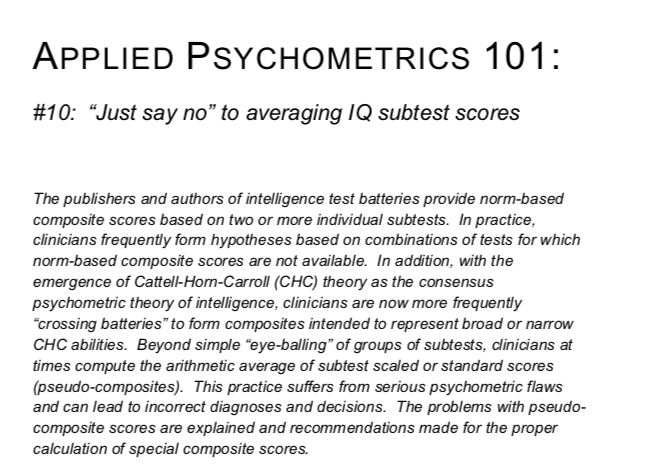 APPLIED PSYCHOMETRICS 101:
#10:  “Just say no” to averaging IQ subtest scores
The publishers and authors of intelligence test batteries provide norm-based
composite scores based on two or more individual subtests.  In practice,
clinicians frequently form hypotheses based on combinations of tests for which
norm-based composite scores are not available.  In addition, with the
emergence of Cattell-Horn-Carroll (CHC) theory as the consensus
psychometric theory of intelligence, clinicians are now more frequently
“crossing batteries” to form composites intended to represent broad or narrow
CHC abilities.  Beyond simple “eye-balling” of groups of subtests, clinicians at
times compute the arithmetic average of subtest scaled or standard scores
(pseudo-composites).  This practice suffers from serious psychometric flaws
and can lead to incorrect diagnoses and decisions.  The problems with pseudo-
composite scores are explained and recommendations made for the proper
calculation of special composite scores.